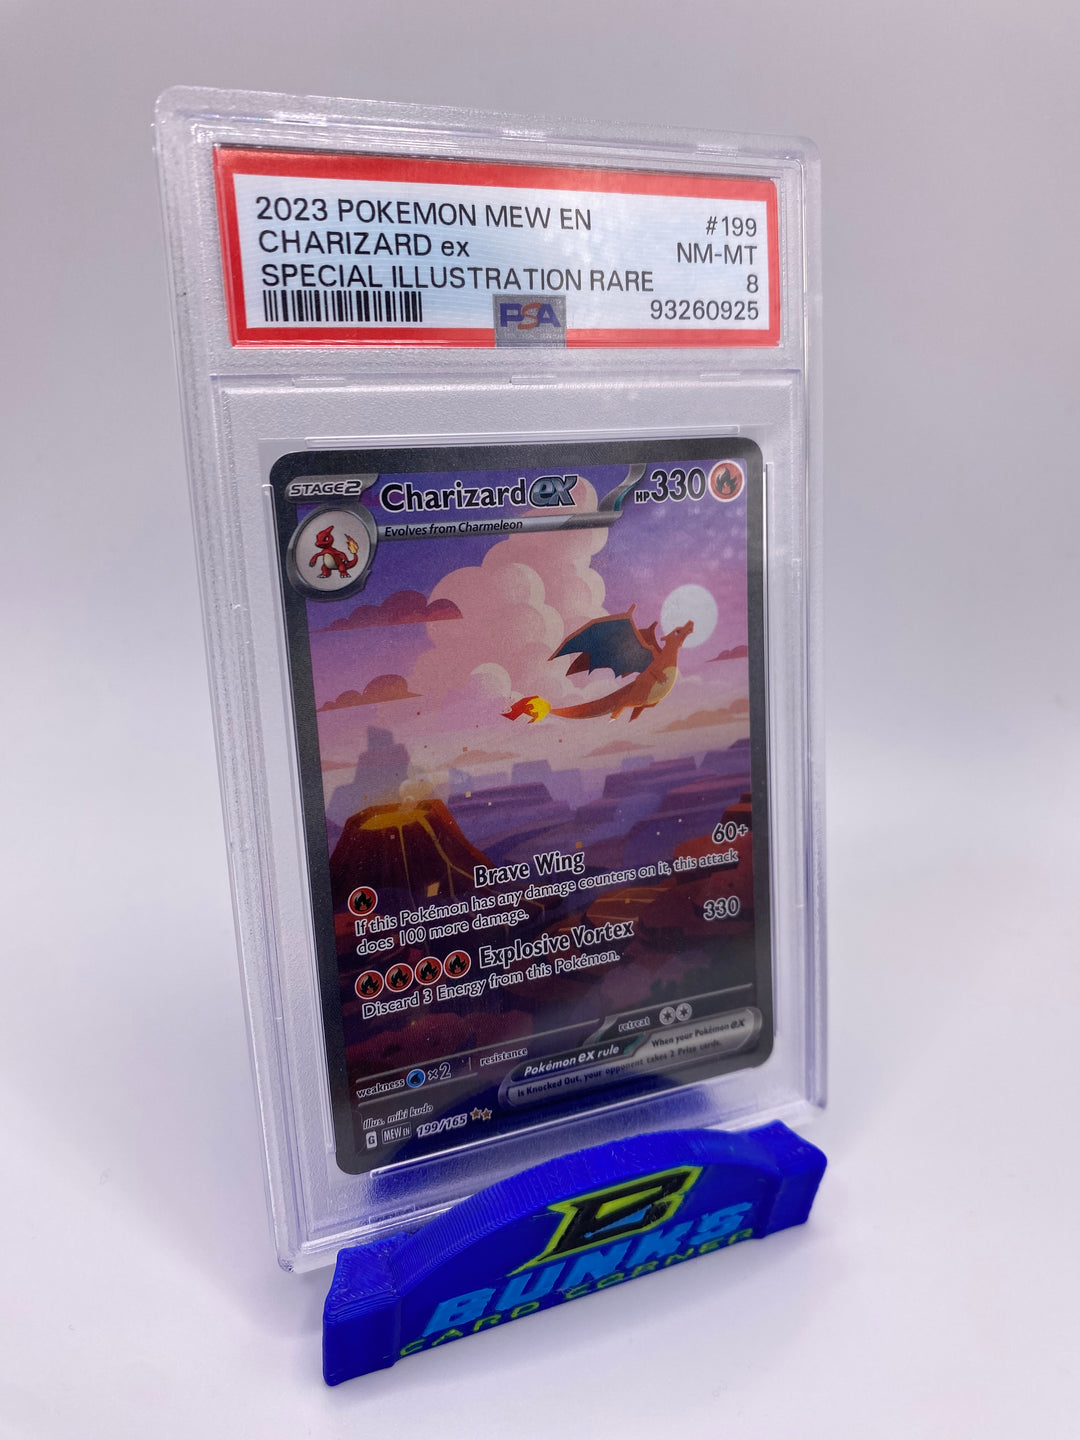 2023 POKEMON MEW EN #199
CHARIZARD ex NM-MT
SPECIAL ILLUSTRATION RARE 8
PSA 93260925
STAGE2 Charizard ex HP330
Evolves from Charmeleon
Brave Wing 60+
If this Pokémon has any damage counters on it, this attack
does 100 more damage.
Explosive Vortex 330
Discard 3 Energy from this Pokémon.
weakness ×2 resistance retreat
Pokémon ex rule When your Pokémon ex
is Knocked Out, your opponent takes 2 Prize cards.
Illus. miki kudo
G MEW EN 199/165
B
BUNKS
CARD CORNER